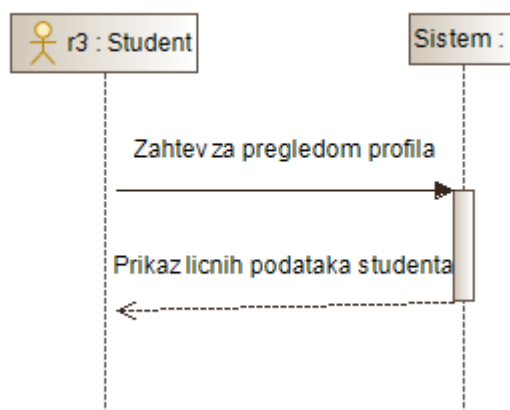 r3 : Student
Sistem :
Zahtev za pregledom profila
Prikaz licnih podataka studenta